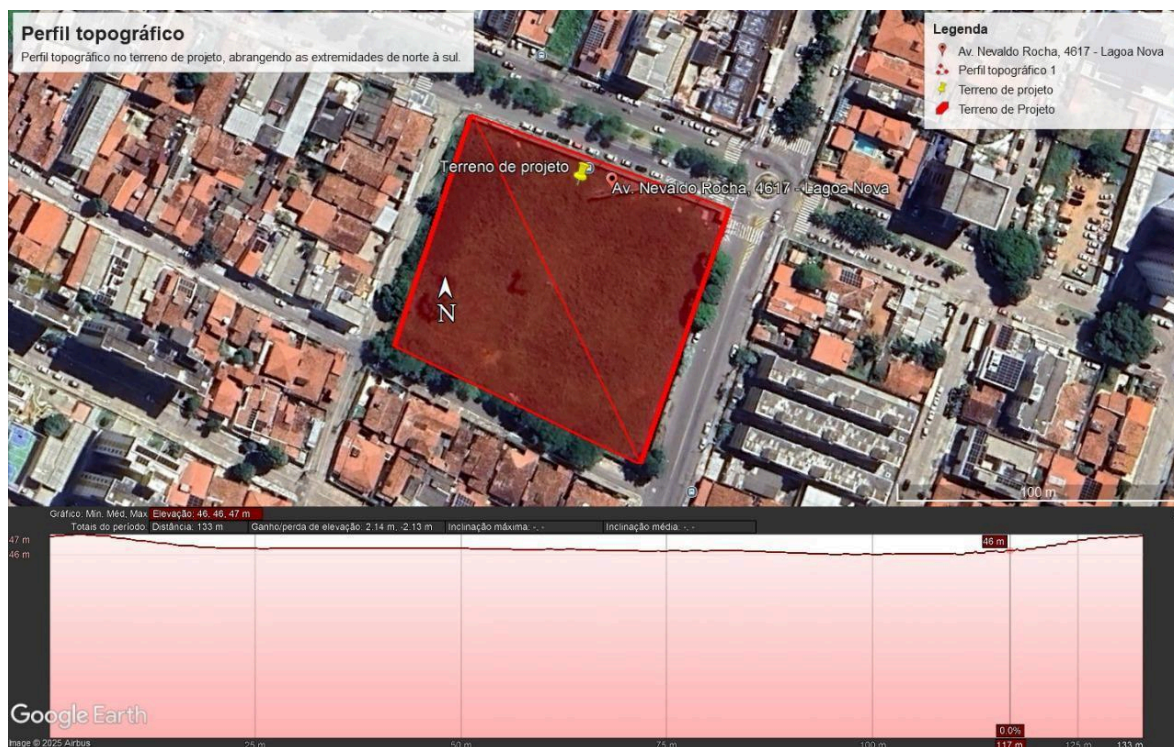 Perfil topográfico
Perfil topográfico no terreno de projeto, abrangendo as extremidades de norte à sul.
Legenda
Av. Nevaldo Rocha, 4617 - Lagoa Nova
Perfil topográfico 1
Terreno de projeto
Terreno de Projeto
Terreno de projeto
Av. Nevaldo Rocha, 4617 - Lagoa Nova
N
100 m
Gráfico: Min, Méd, Max Elevação: 46, 46, 47 m
Totais do período: Distância: 133 m Ganho/perda de elevação: 2.14 m, -2.13 m Inclinação máxima: -, - Inclinação média: -, -
47 m
46 m
46 m
Google Earth
0.0%
Image © 2025 Airbus
25 m 50 m 75 m 100 m 117 m 125 m 133 m